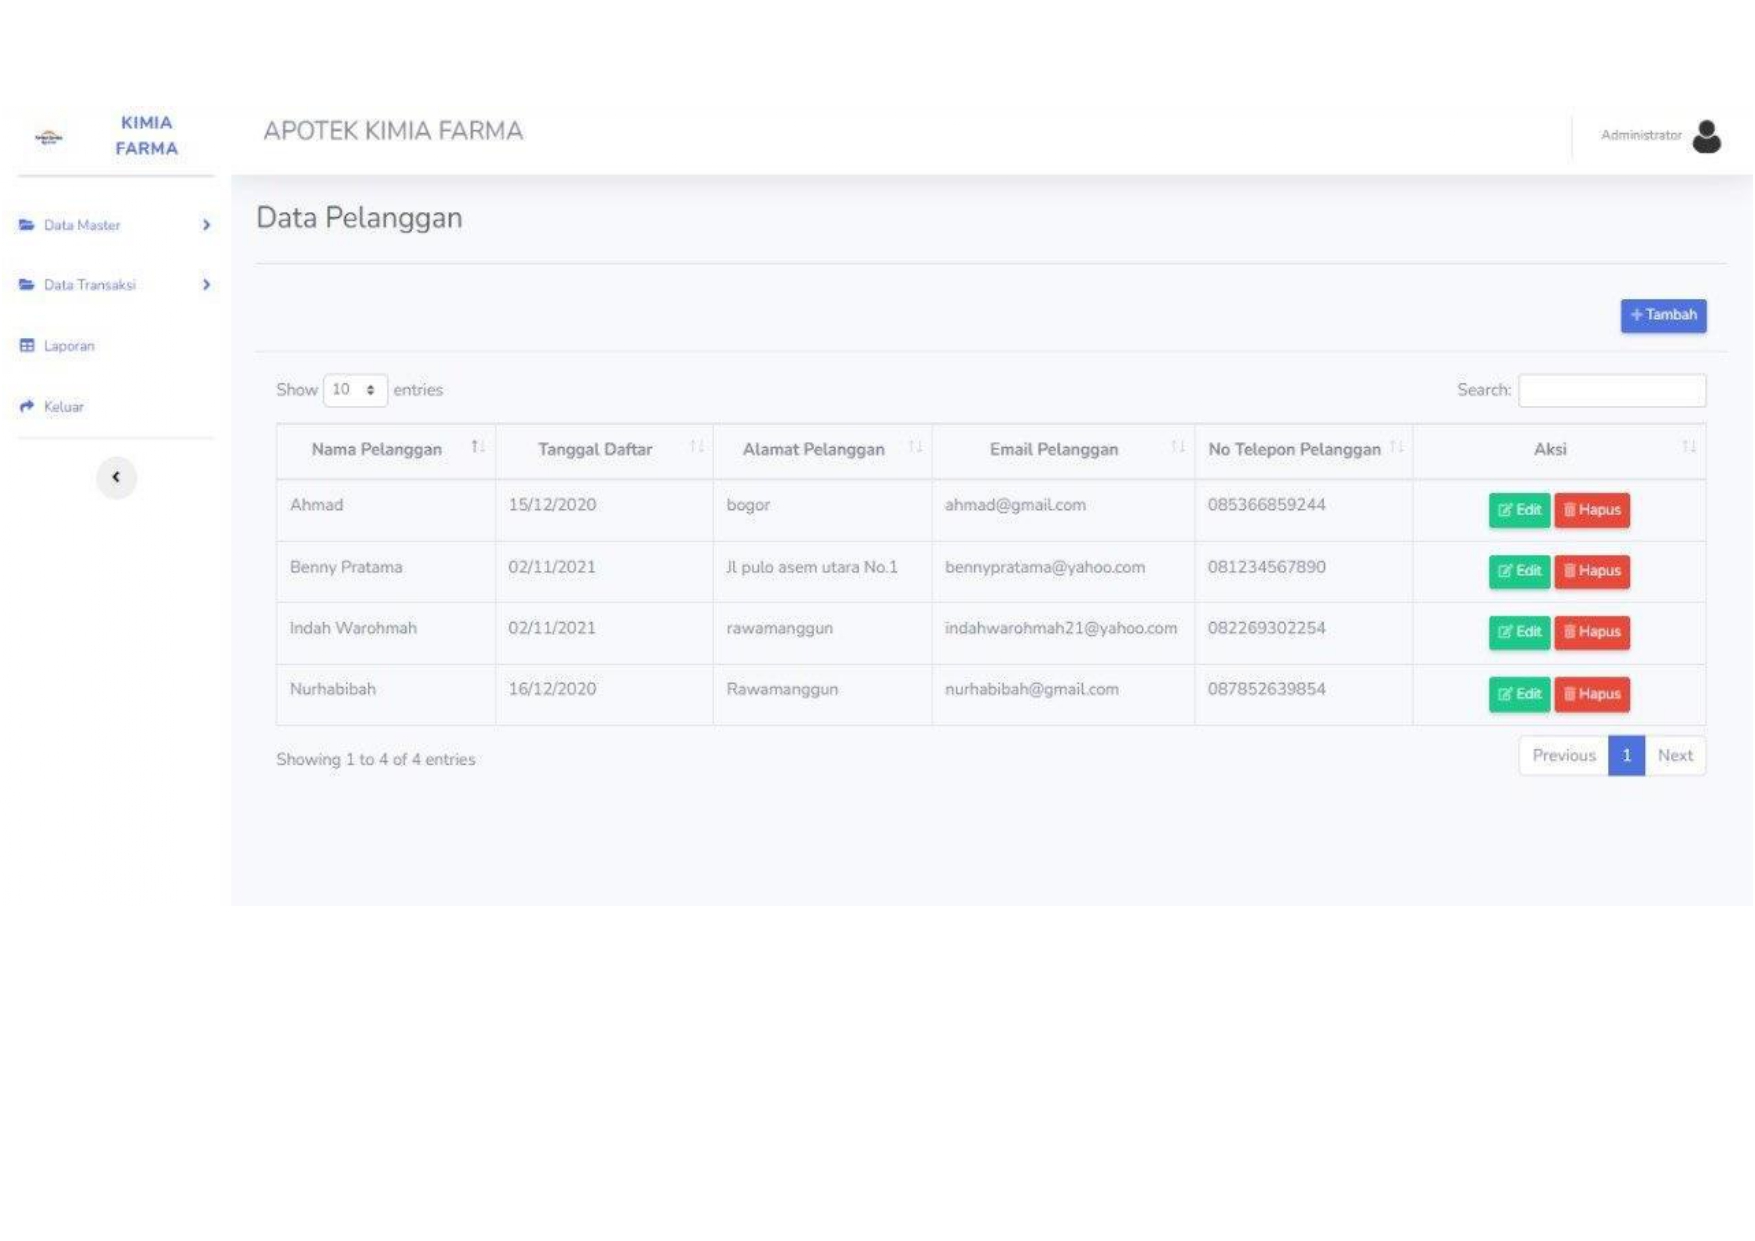 KIMIA
FARMA
APOTEK KIMIA FARMA
Administrator
Data Master
Data Transaksi
Laporan
Keluar
Data Pelanggan
+ Tambah
Show 10 entries
Search:
Nama Pelanggan Tanggal Daftar Alamat Pelanggan Email Pelanggan No Telepon Pelanggan Aksi
Ahmad 15/12/2020 bogor ahmad@gmail.com 085366859244 Edit Hapus
Benny Pratama 02/11/2021 Jl pulo asem utara No.1 bennypratama@yahoo.com 081234567890 Edit Hapus
Indah Warohmah 02/11/2021 rawamanggun indahwarohmah21@yahoo.com 082269302254 Edit Hapus
Nurhabibah 16/12/2020 Rawamanggun nurhabibah@gmail.com 087852639854 Edit Hapus
Showing 1 to 4 of 4 entries
Previous 1 Next